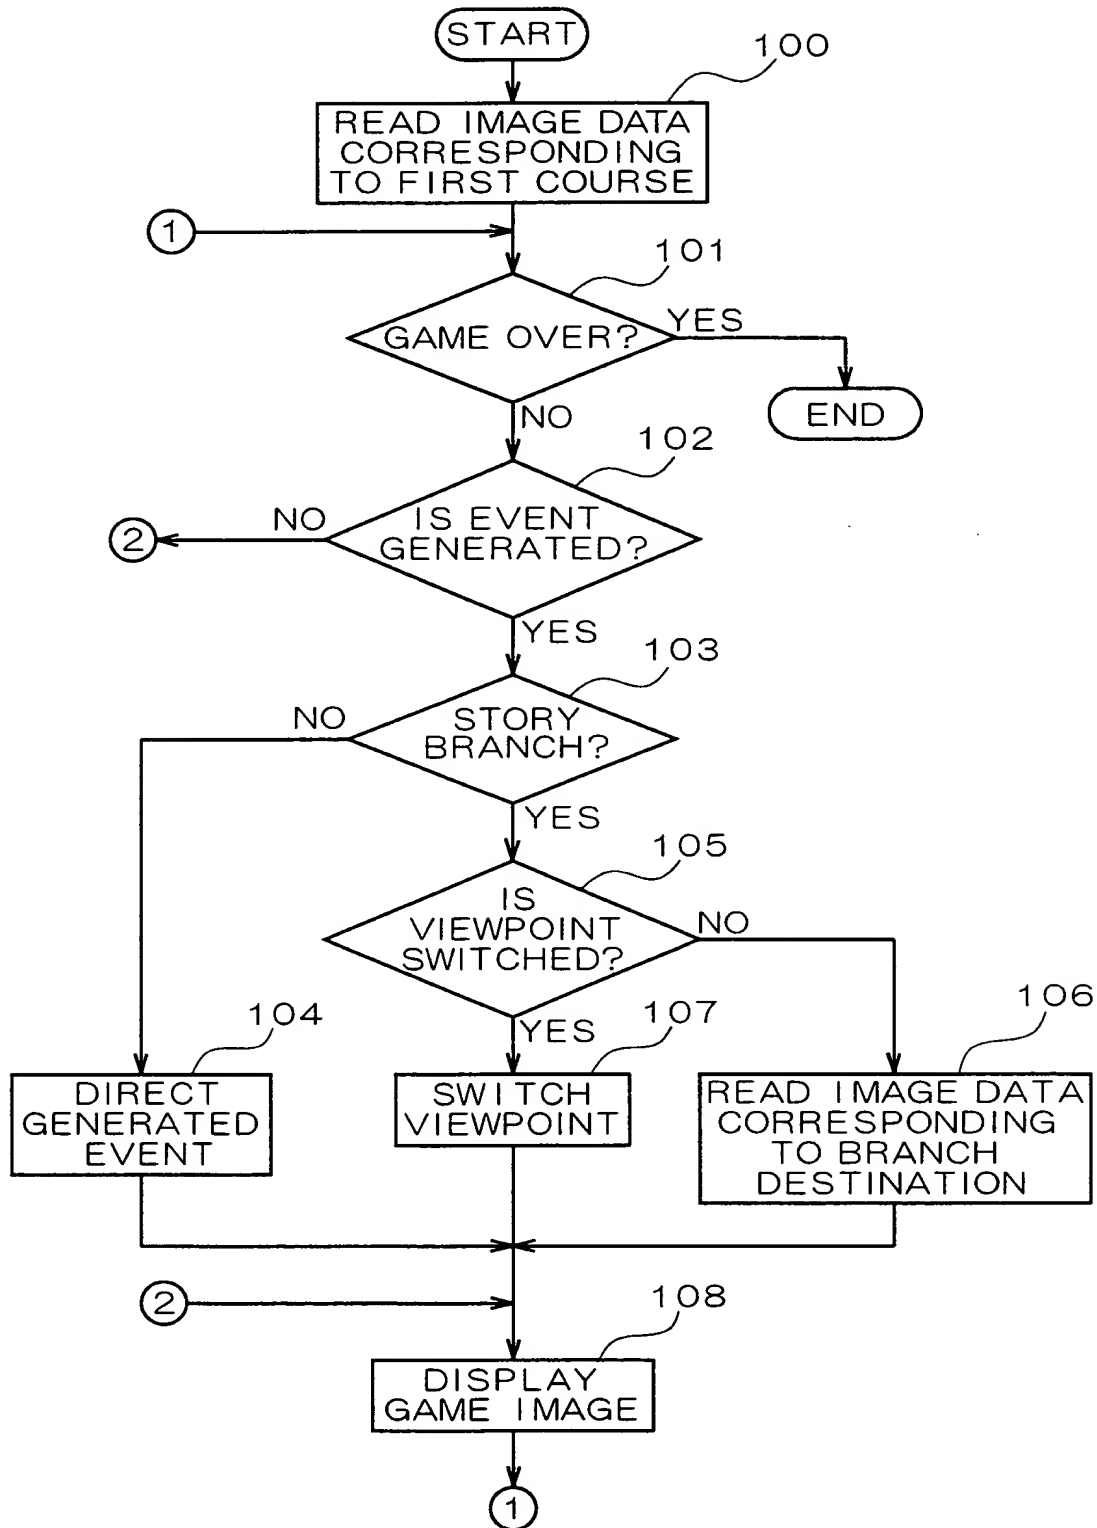 START
100
READ IMAGE DATA
CORRESPONDING
TO FIRST COURSE
1
101
GAME OVER?
YES
END
NO
102
IS EVENT
GENERATED?
NO
2
YES
103
STORY
BRANCH?
NO
YES
105
IS
VIEWPOINT
SWITCHED?
NO
YES
104
DIRECT
GENERATED
EVENT
107
SWITCH
VIEWPOINT
106
READ IMAGE DATA
CORRESPONDING
TO BRANCH
DESTINATION
2
108
DISPLAY
GAME IMAGE
1